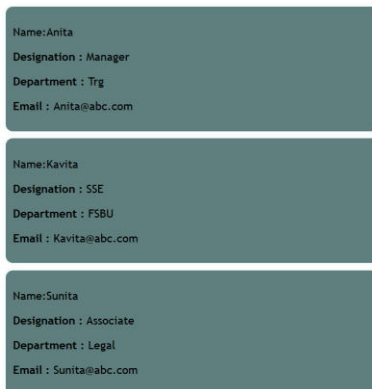 Name:Anita
Designation : Manager
Department : Trg
Email : Anita@abc.com
Name:Kavita
Designation : SSE
Department : FSBU
Email : Kavita@abc.com
Name:Sunita
Designation : Associate
Department : Legal
Email : Sunita@abc.com